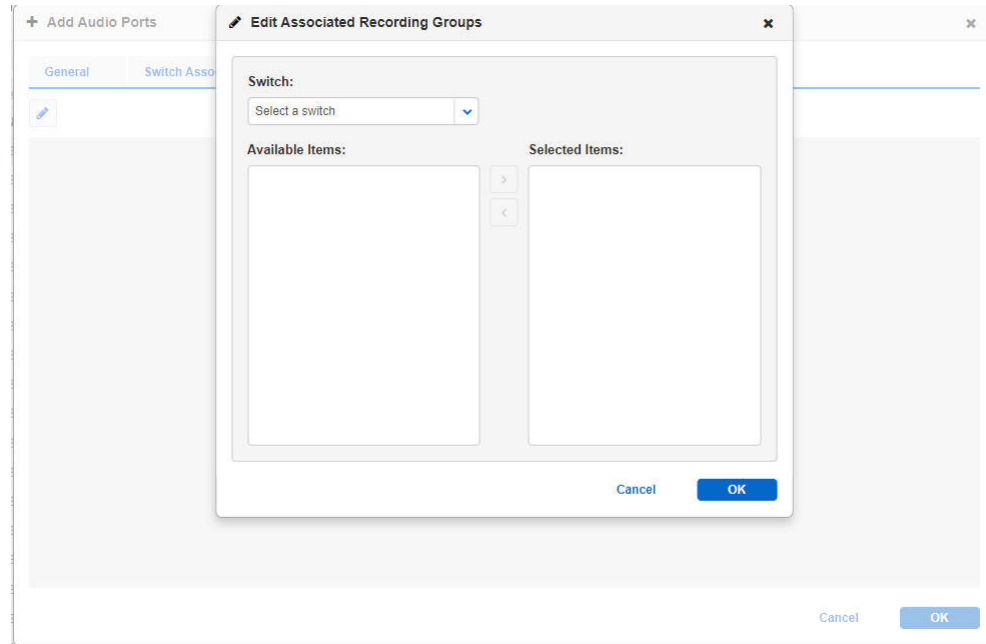 Add Audio Ports
Edit Associated Recording Groups
General
Switch Asso
Switch:
Select a switch
Available Items:
Selected Items:
Cancel
OK
Cancel
OK